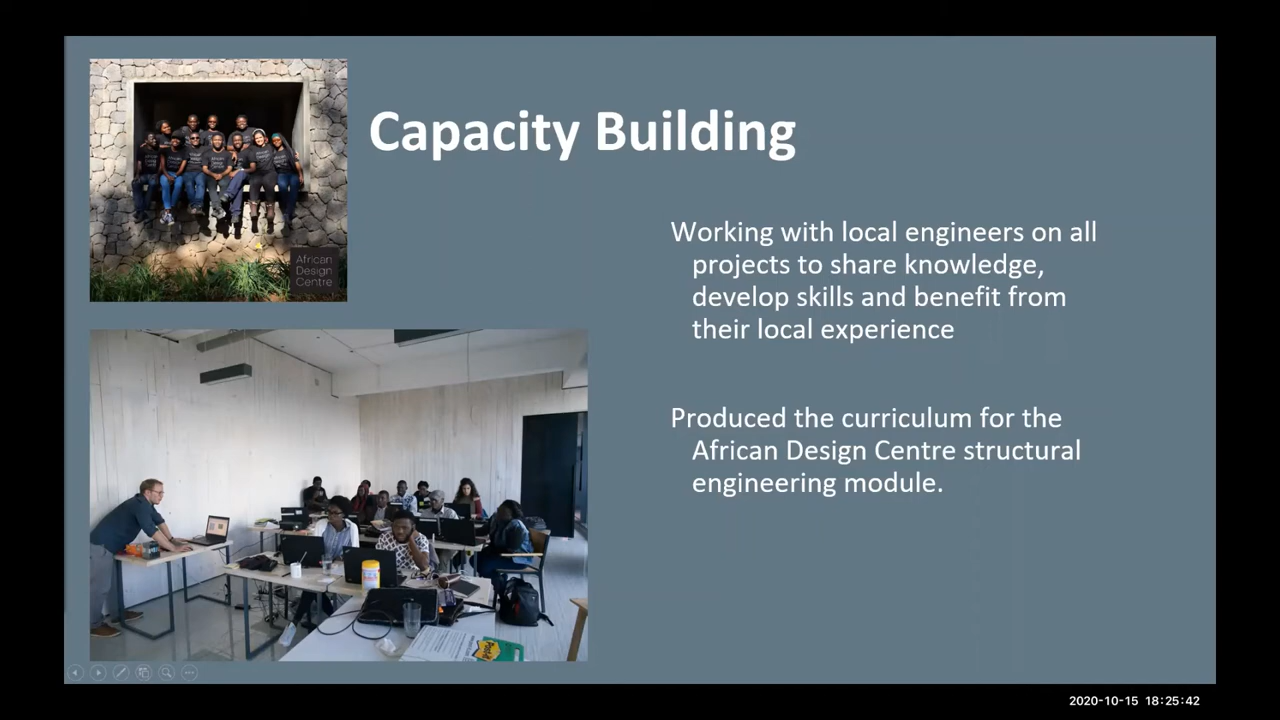 Capacity Building
African
Design
Centre
Working with local engineers on all
projects to share knowledge,
develop skills and benefit from
their local experience
Produced the curriculum for the
African Design Centre structural
engineering module.
2020-10-15 18:25:42